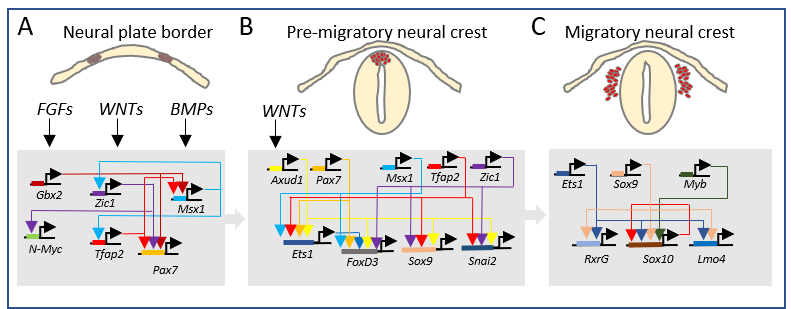 A Neural plate border
FGFs WNTs BMPs
Gbx2
Zic1
Msx1
N-Myc
Tfap2
Pax7
B Pre-migratory neural crest
WNTs
Axud1 Pax7 Msx1 Tfap2 Zic1
Ets1 FoxD3 Sox9 Snai2
C Migratory neural crest
Ets1 Sox9 Myb
RxrG Sox10 Lmo4